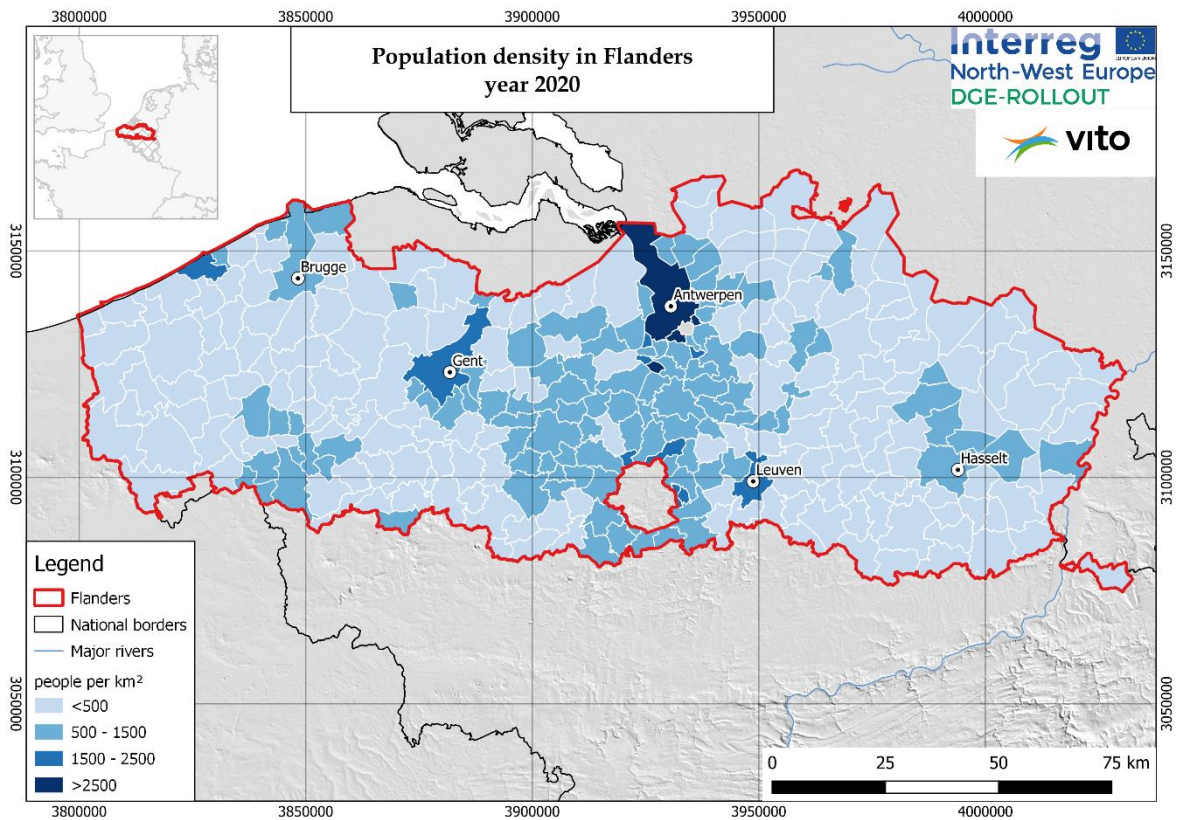 3800000 3850000 3900000 3950000 4000000
Population density in Flanders
year 2020
Interreg
EUROPEAN UNION
North-West Europe
DGE-ROLLOUT
vito
3150000 3150000
Brugge
Antwerpen
Gent
Hasselt
Leuven
3100000 3100000
Legend
Flanders
National borders
Major rivers
people per km²
<500
500 - 1500
1500 - 2500
>2500
3050000 3050000
0 25 50 75 km
3800000 3850000 3900000 3950000 4000000